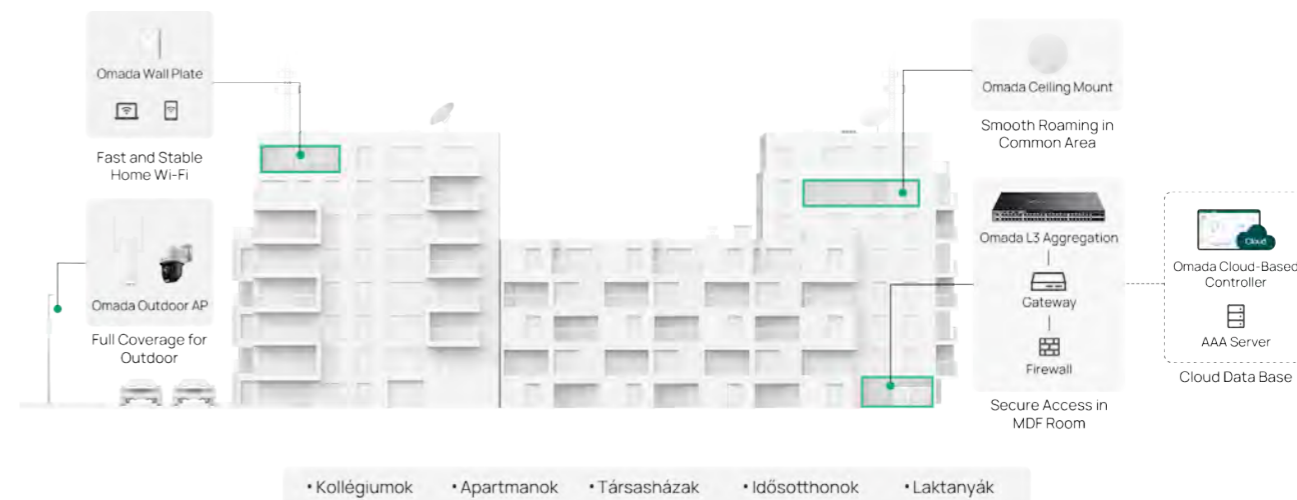 Omada Wall Plate
Fast and Stable
Home Wi-Fi
Omada Outdoor AP
Full Coverage for
Outdoor
Omada Ceiling Mount
Smooth Roaming in
Common Area
Omada L3 Aggregation
Gateway
Firewall
Secure Access in
MDF Room
Cloud
Omada Cloud-Based
Controller
AAA Server
Cloud Data Base
• Kollégiumok • Apartmanok • Társasházak • Idősotthonok • Laktanyák